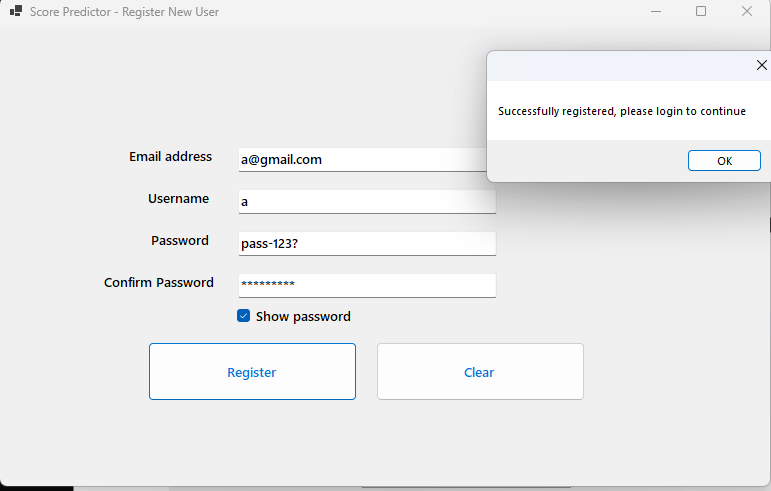 Score Predictor - Register New User
Successfully registered, please login to continue
OK
Email address a@gmail.com
Username a
Password pass-123?
Confirm Password *********
Show password
Register Clear